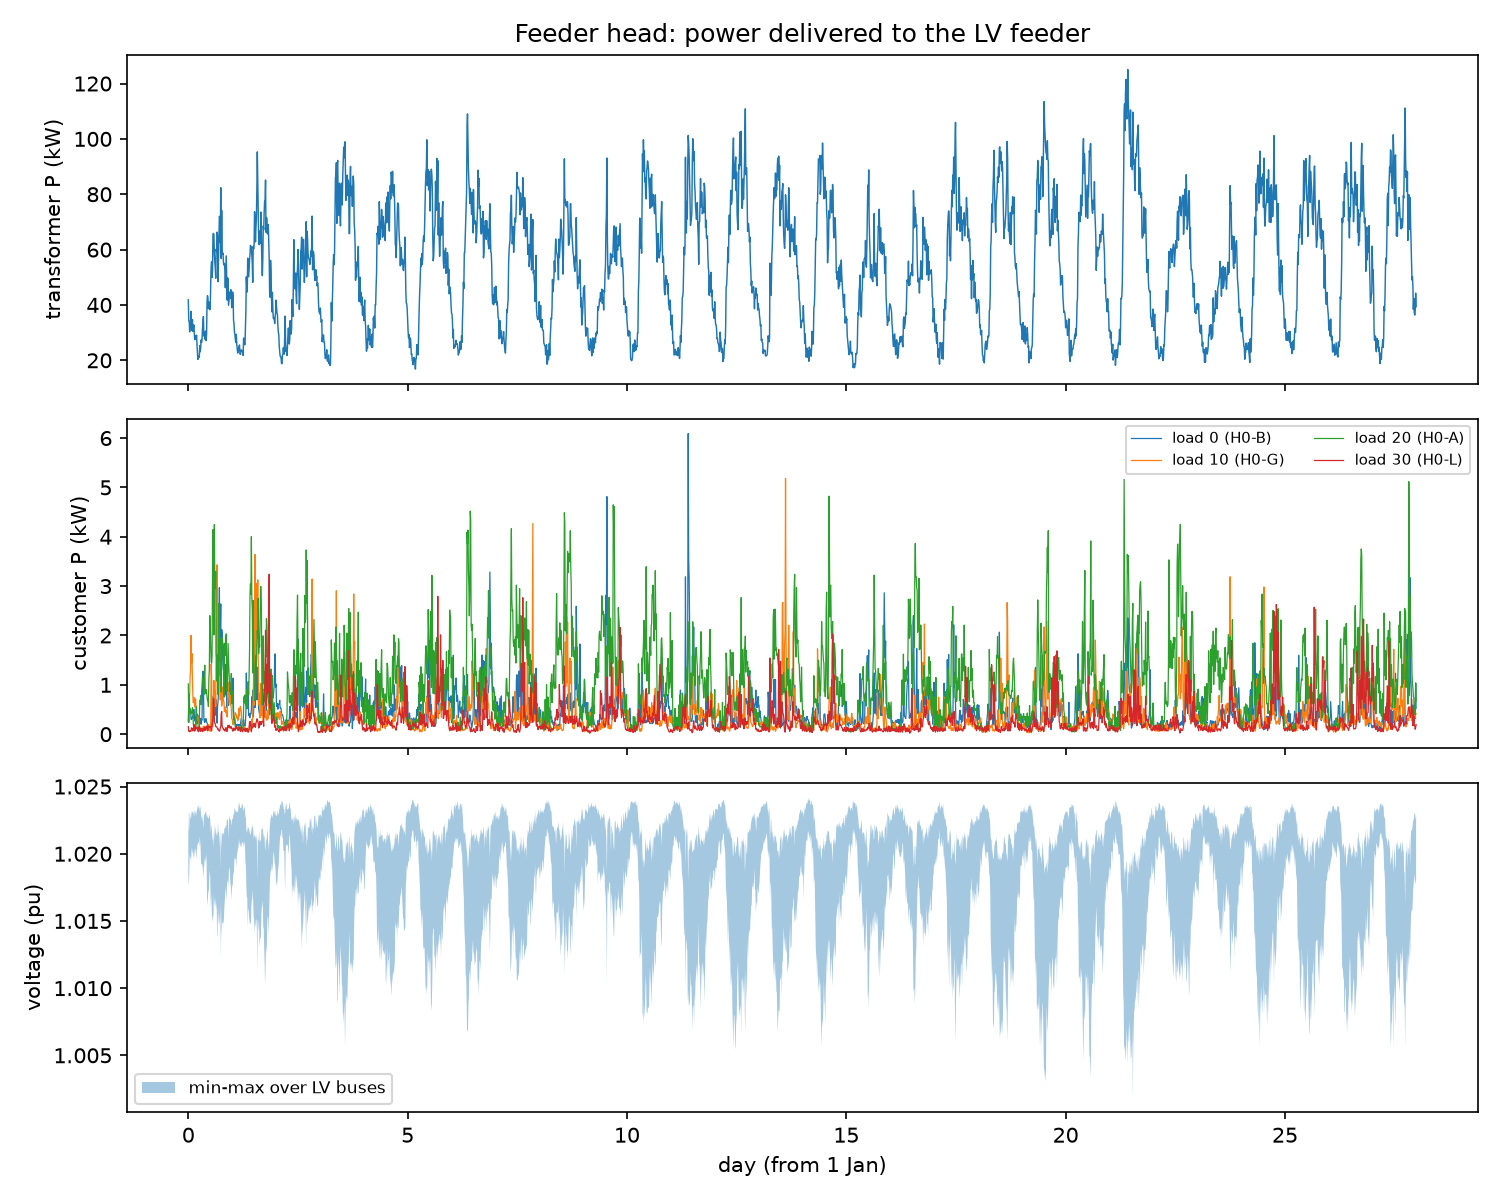 Feeder head: power delivered to the LV feeder
transformer P (kW)
120
100
80
60
40
20
customer P (kW)
6
5
4
3
2
1
0
load 0 (H0-B)
load 10 (H0-G)
load 20 (H0-A)
load 30 (H0-L)
voltage (pu)
1.025
1.020
1.015
1.010
1.005
min-max over LV buses
0 5 10 15 20 25
day (from 1 Jan)